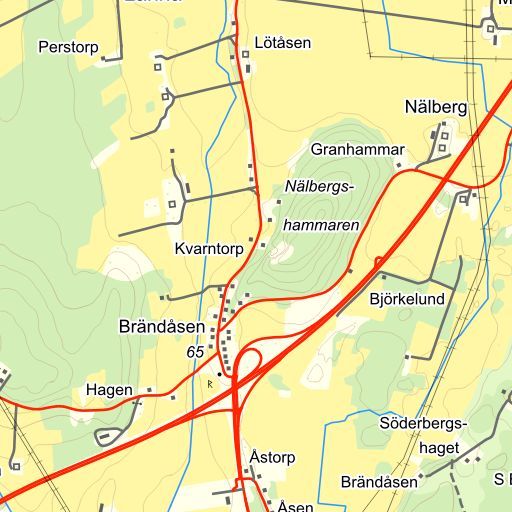 Perstorp
Lötåsen
Nälberg
Granhammar
Nälbergs-
hammaren
Kvarntorp
Björkelund
Brändåsen
65
Hagen
R
Söderbergs-
haget
Åstorp
Brändåsen
Åsen